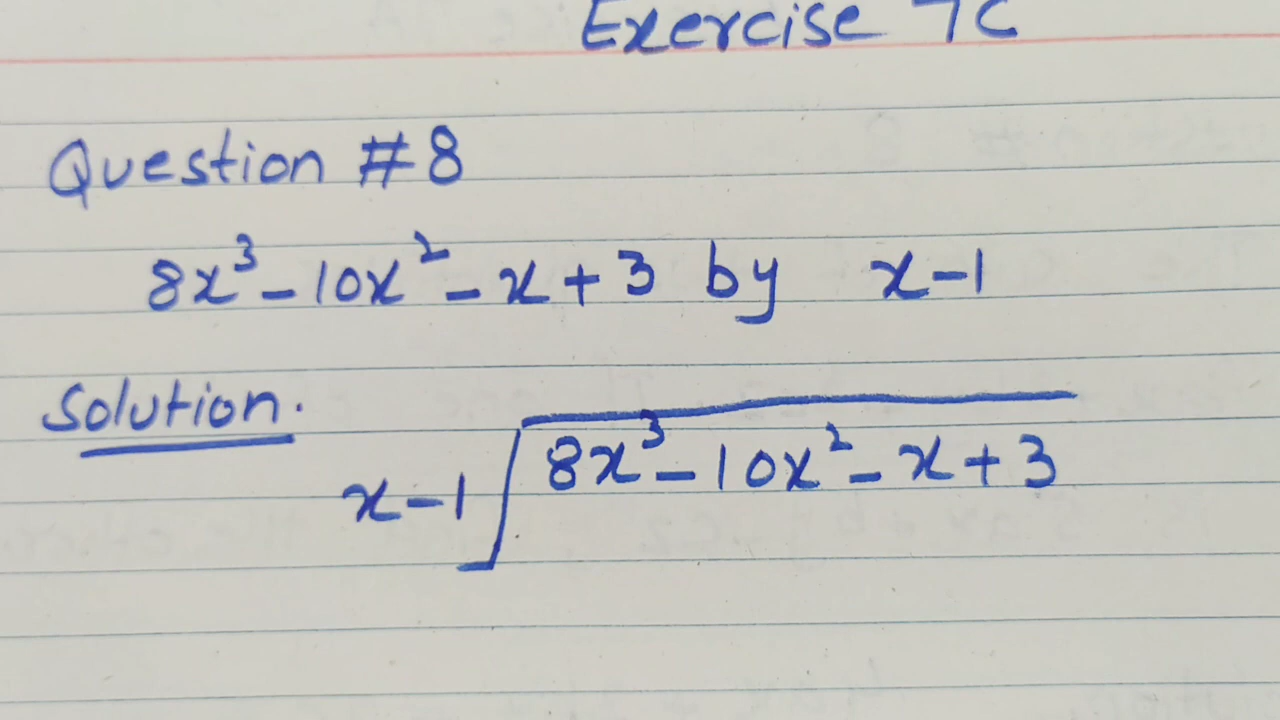 Exercise 7C
Question #8
8x³-10x²-x+3 by x-1
Solution.
x-1 8x³-10x²-x+3